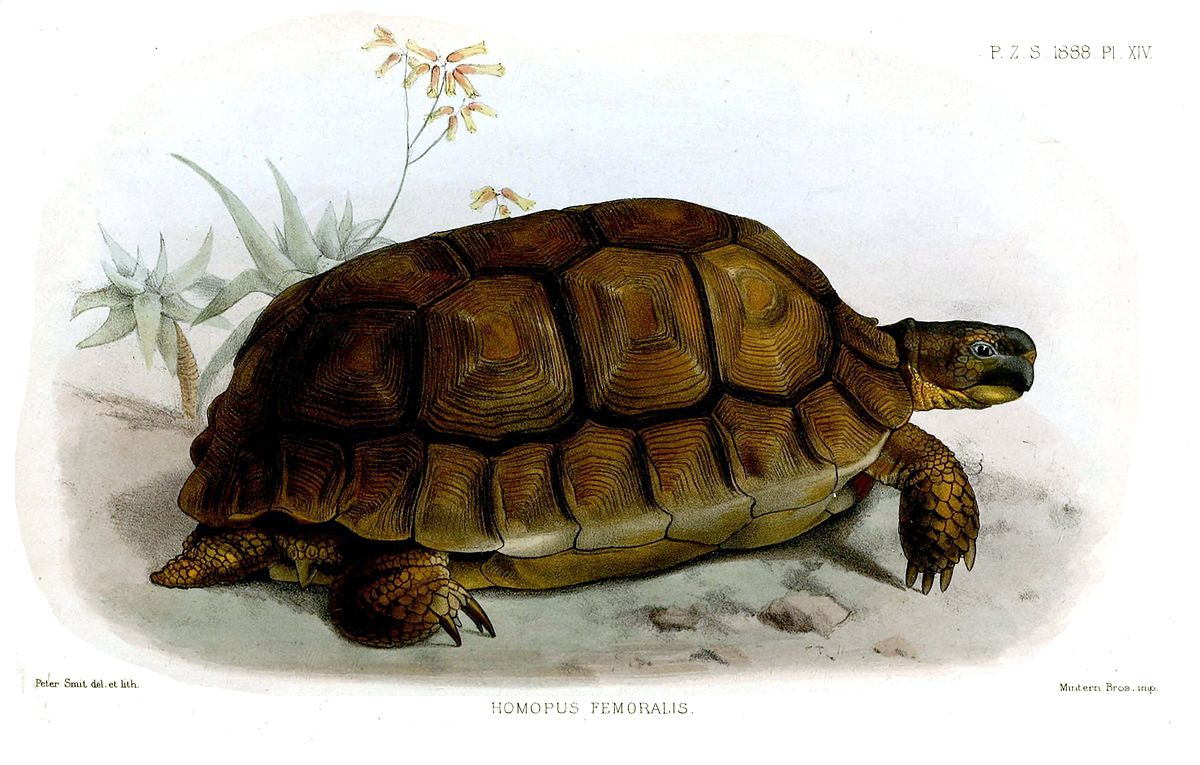 P. Z. S. 1888. Pl. XIV.
Peter Smit del. et lith.
Mintern Bros. imp.
HOMOPUS FEMORALIS.